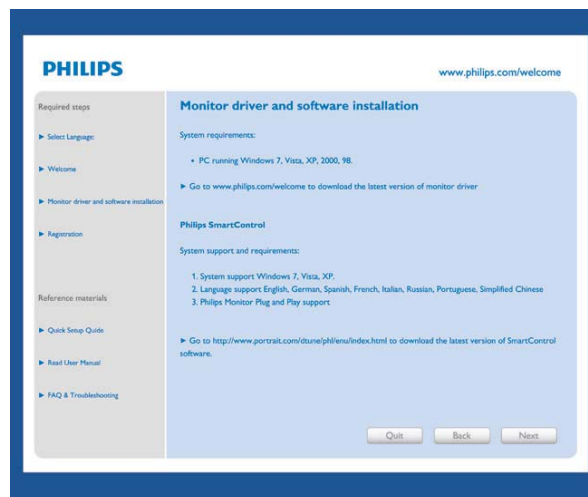 PHILIPS
www.philips.com/welcome
Required steps
Select Language:
Welcome
Monitor driver and software installation
Registration
Reference materials
Quick Setup Guide
Read User Manual
FAQ & Troubleshooting
Monitor driver and software installation
System requirements:
• PC running Windows 7, Vista, XP, 2000, 98.
Go to www.philips.com/welcome to download the latest version of monitor driver
Philips SmartControl
System support and requirements:
1. System support Windows 7, Vista, XP.
2. Language support English, German, Spanish, French, Italian, Russian, Portuguese, Simplified Chinese
3. Philips Monitor Plug and Play support
Go to http://www.portrait.com/dtune/phl/enu/index.html to download the latest version of SmartControl
software.
Quit
Back
Next